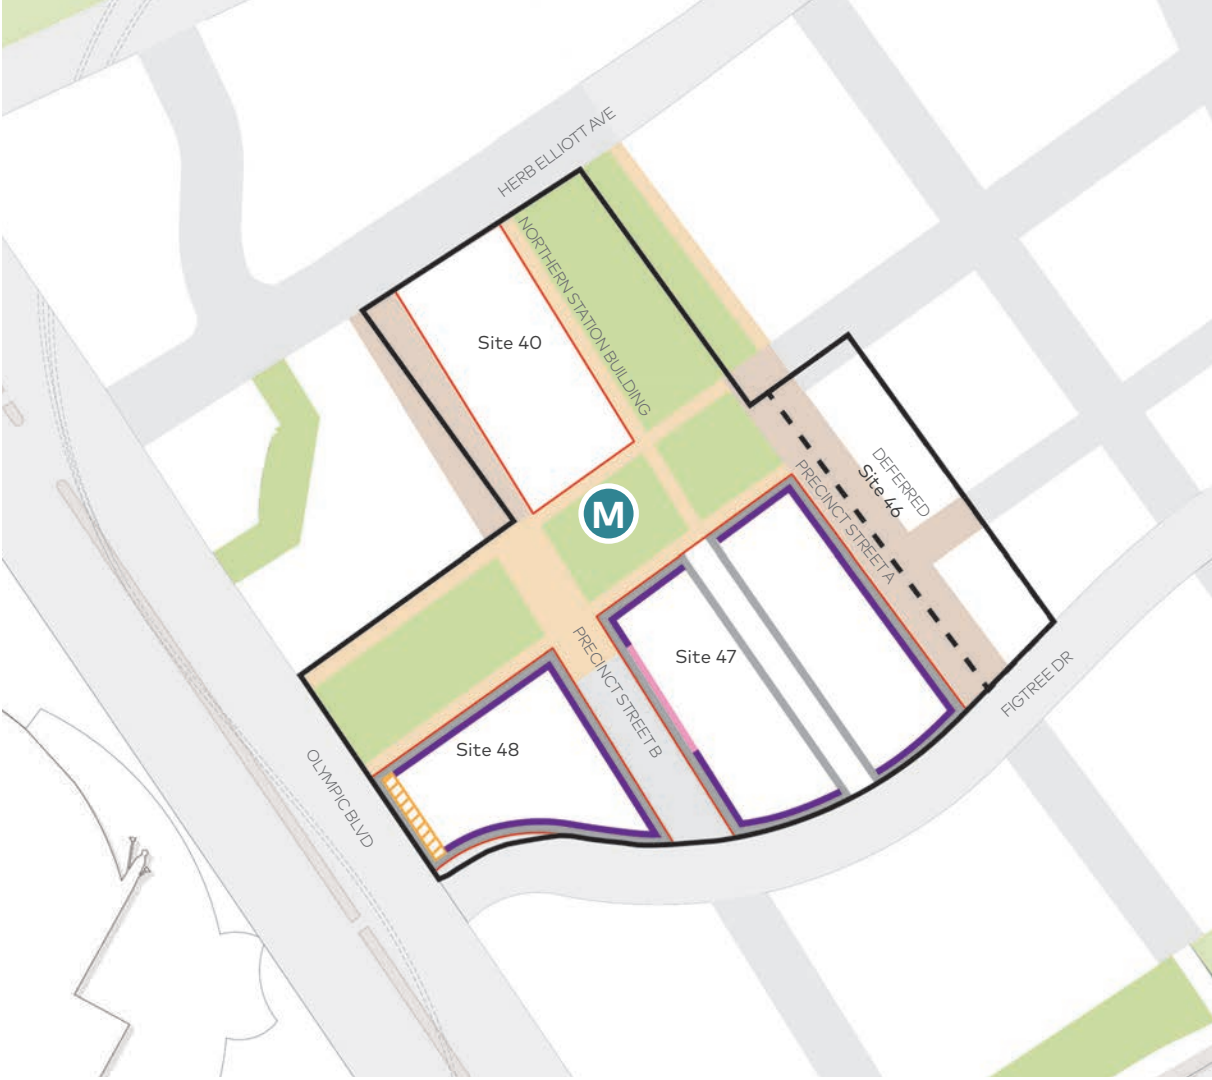 HERB ELLIOTT AVE
NORTHERN STATION BUILDING
Site 40
DEFERRED
Site 46
M
PRECINCT STREET A
PRECINCT STREET B
Site 47
FIGTREE DR
Site 48
OLYMPIC BLVD